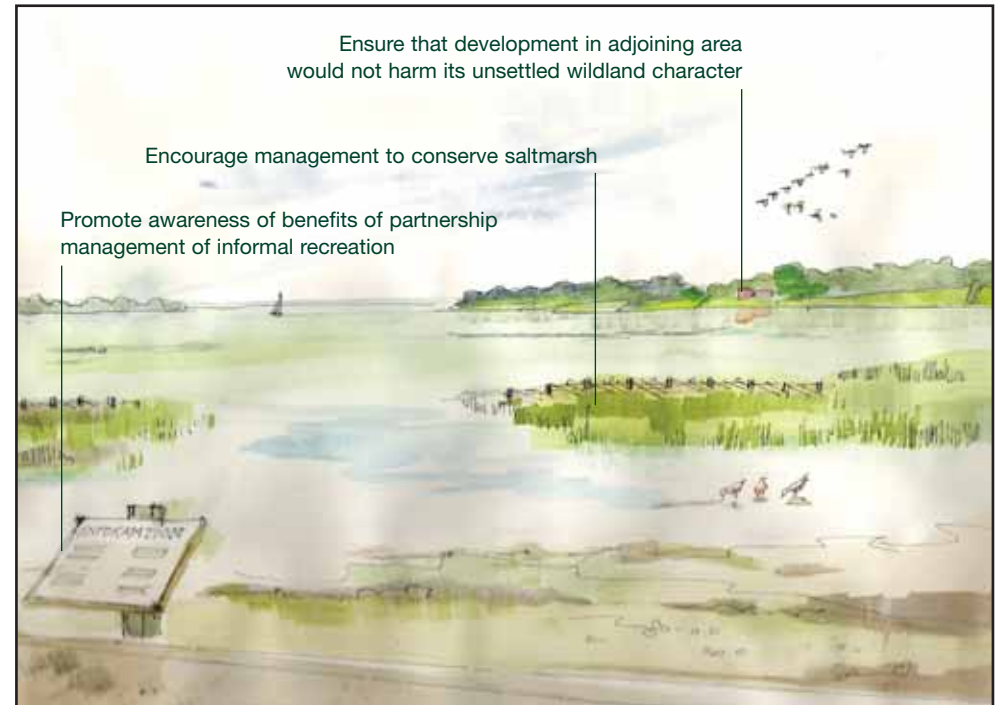 Ensure that development in adjoining area
would not harm its unsettled wildland character
Encourage management to conserve saltmarsh
Promote awareness of benefits of partnership
management of informal recreation
INFORMATION